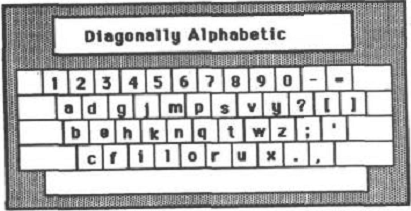 Diagonally Alphabetic
1 2 3 4 5 6 7 8 9 0 - =
a d g j m p s v y ? [ ]
b e h k n q t w z ; '
c f i l o r u x . ,